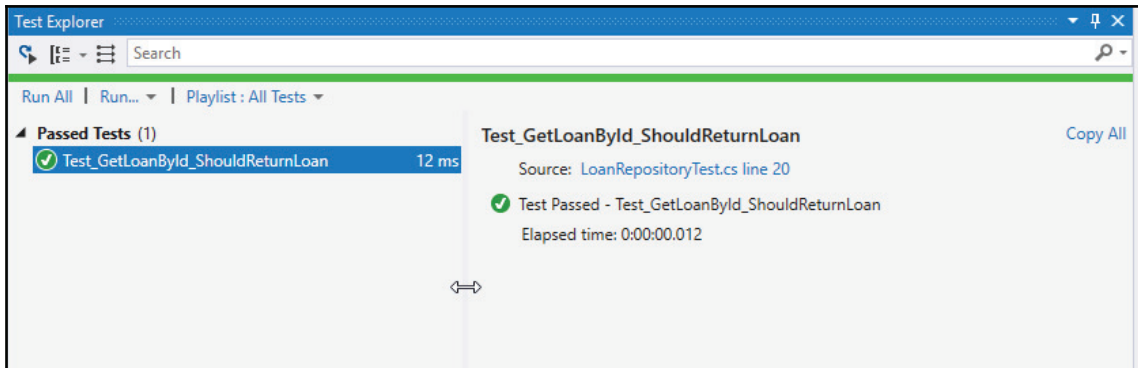 Test Explorer
Search
Run All | Run... | Playlist : All Tests
Passed Tests (1)
Test_GetLoanById_ShouldReturnLoan 12 ms
Test_GetLoanById_ShouldReturnLoan Copy All
Source: LoanRepositoryTest.cs line 20
Test Passed - Test_GetLoanById_ShouldReturnLoan
Elapsed time: 0:00:00.012